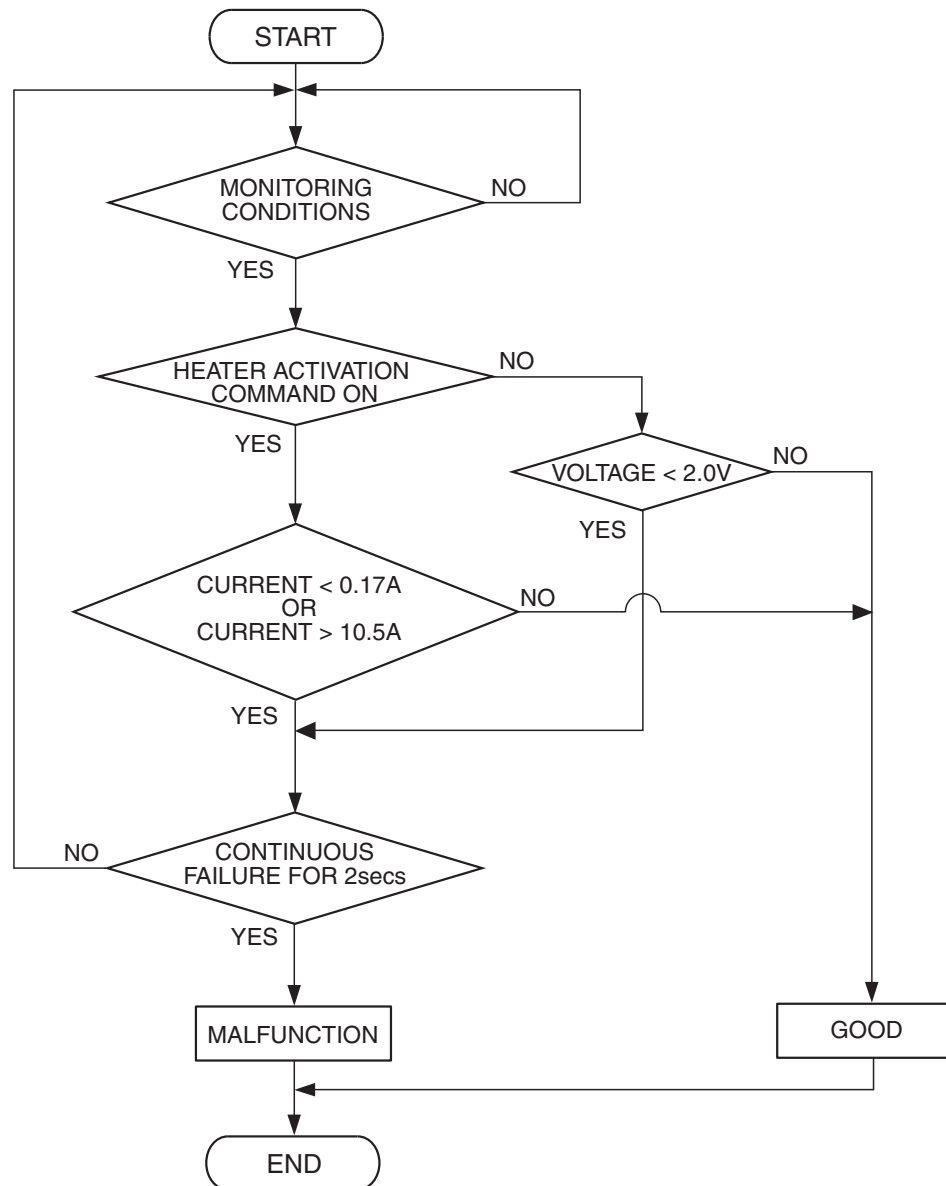 START
MONITORING
CONDITIONS
NO
YES
HEATER ACTIVATION
COMMAND ON
NO
YES
VOLTAGE < 2.0V
NO
YES
CURRENT < 0.17A
OR
CURRENT > 10.5A
NO
YES
CONTINUOUS
FAILURE FOR 2secs
NO
YES
MALFUNCTION
GOOD
END